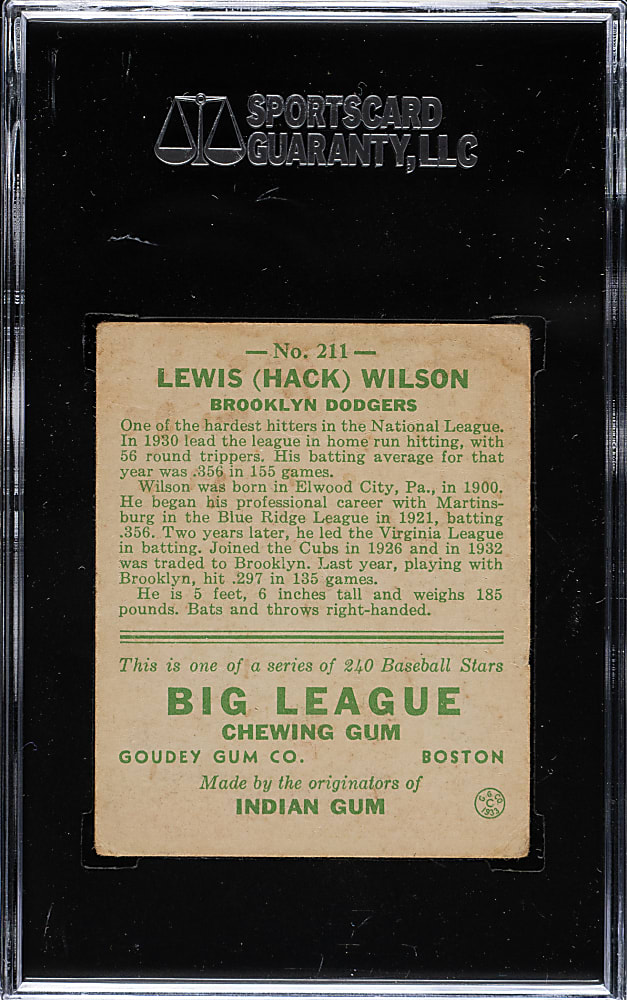 SPORTSCARD
GUARANTY, LLC
— No. 211 —
LEWIS (HACK) WILSON
BROOKLYN DODGERS
One of the hardest hitters in the National League.
In 1930 lead the league in home run hitting, with
56 round trippers. His batting average for that
year was .356 in 155 games.
Wilson was born in Elwood City, Pa., in 1900.
He began his professional career with Martins-
burg in the Blue Ridge League in 1921, batting
.356. Two years later, he led the Virginia League
in batting. Joined the Cubs in 1926 and in 1932
was traded to Brooklyn. Last year, playing with
Brooklyn, hit .297 in 135 games.
He is 5 feet, 6 inches tall and weighs 185
pounds. Bats and throws right-handed.
This is one of a series of 240 Baseball Stars
BIG LEAGUE
CHEWING GUM
GOUDEY GUM CO. BOSTON
Made by the originators of
INDIAN GUM
G. G. CO.
C
1933